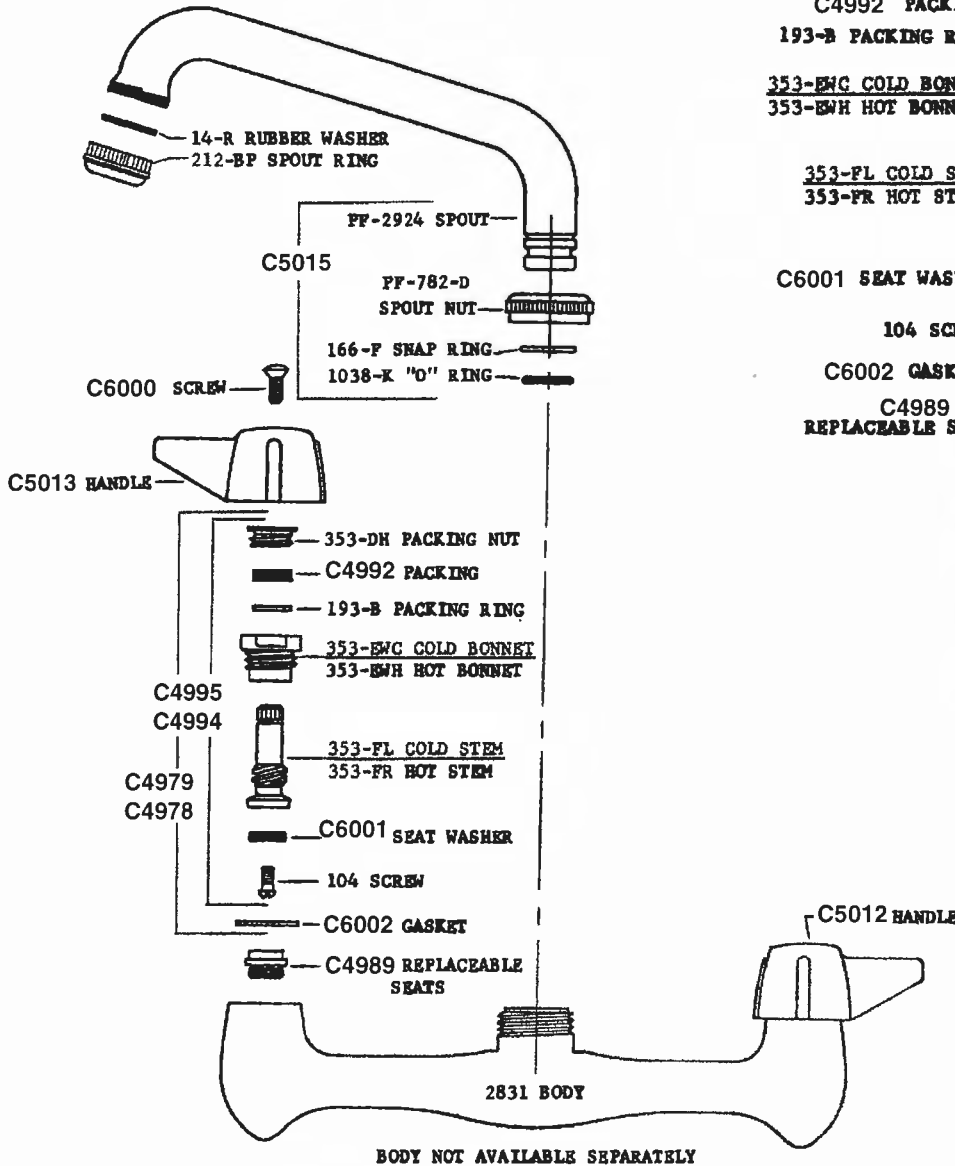 14-R RUBBER WASHER
212-BP SPOUT RING
PF-2924 SPOUT
C5015
PF-782-D
SPOUT NUT
166-F SNAP RING
1038-K "O" RING
C6000 SCREW
C5013 HANDLE
353-DH PACKING NUT
C4992 PACKING
193-B PACKING RING
353-EWC COLD BONNET
353-EWH HOT BONNET
C4995
C4994
353-FL COLD STEM
353-FR HOT STEM
C4979
C4978
C6001 SEAT WASHER
104 SCREW
C6002 GASKET
C4989 REPLACEABLE
SEATS
C5012 HANDLE
2831 BODY
BODY NOT AVAILABLE SEPARATELY
C4992 PACKI
193-B PACKING R
353-EWC COLD BON
353-EWH HOT BONN
353-FL COLD S
353-FR HOT ST
C6001 SEAT WAS
104 SC
C6002 GASK
C4989
REPLACEABLE S